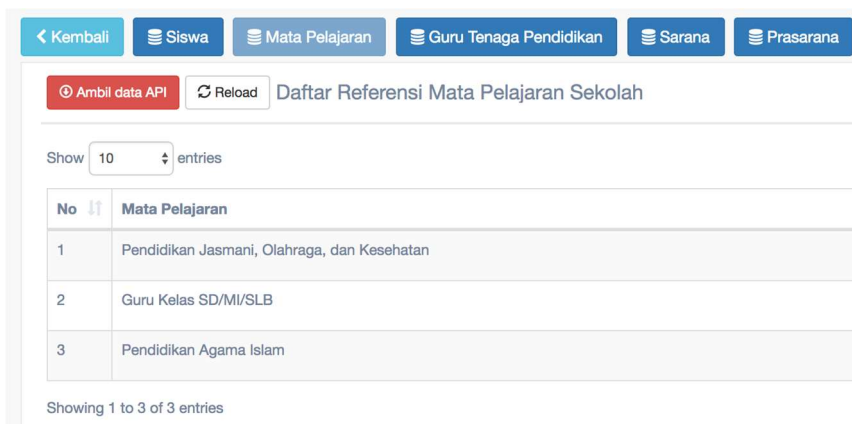 Kembali Siswa Mata Pelajaran Guru Tenaga Pendidikan Sarana Prasarana
Ambil data API Reload Daftar Referensi Mata Pelajaran Sekolah
Show 10 entries
No Mata Pelajaran
1 Pendidikan Jasmani, Olahraga, dan Kesehatan
2 Guru Kelas SD/MI/SLB
3 Pendidikan Agama Islam
Showing 1 to 3 of 3 entries